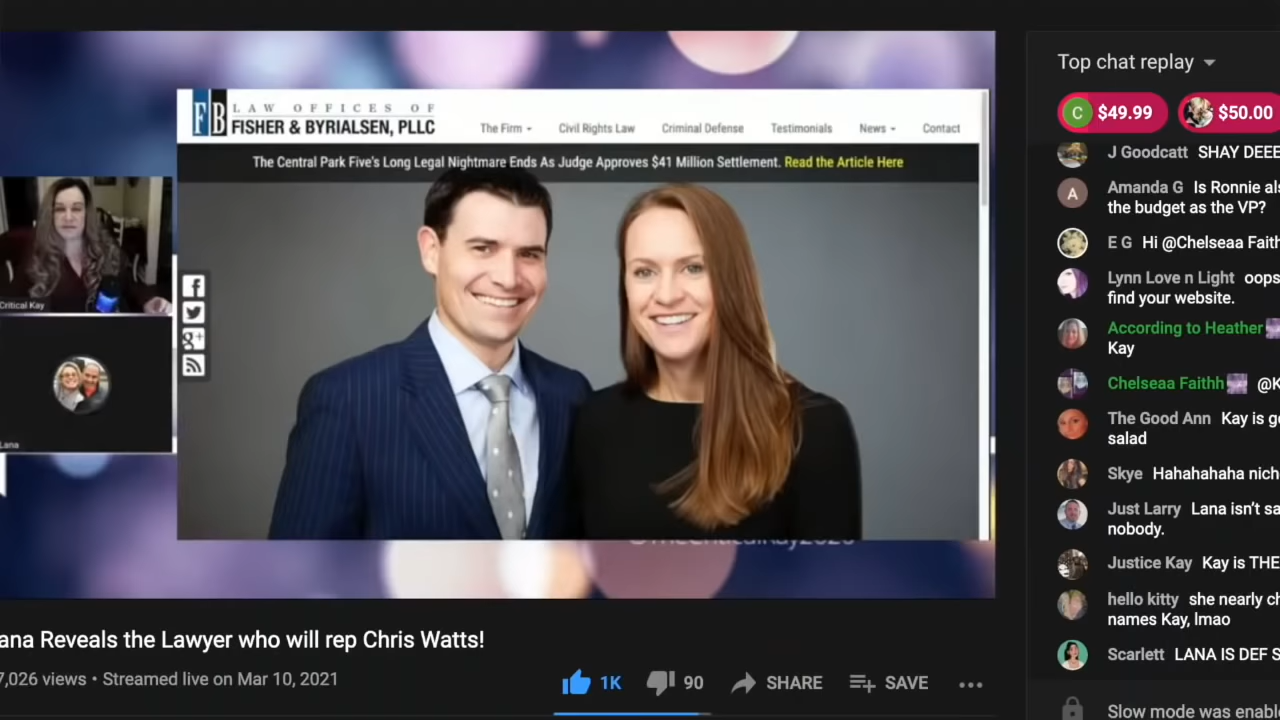 FB LAW OFFICES OF
FISHER & BYRIALSEN, PLLC
The Firm Civil Rights Law Criminal Defense Testimonials News Contact
The Central Park Five's Long Legal Nightmare Ends As Judge Approves $41 Million Settlement. Read the Article Here
Critical Kay
Lana
ana Reveals the Lawyer who will rep Chris Watts!
7,026 views • Streamed live on Mar 10, 2021
1K 90 SHARE SAVE
Top chat replay
C $49.99 $50.00
J Goodcatt SHAY DEEE
A Amanda G Is Ronnie als
the budget as the VP?
E G Hi @Chelseaa Faith
Lynn Love n Light oops
find your website.
According to Heather
Kay
Chelseaa Faithh @K
The Good Ann Kay is g
salad
Skye Hahahahaha nich
Just Larry Lana isn't sa
nobody.
Justice Kay Kay is THE
hello kitty she nearly ch
names Kay, lmao
Scarlett LANA IS DEF S
Slow mode was enabl